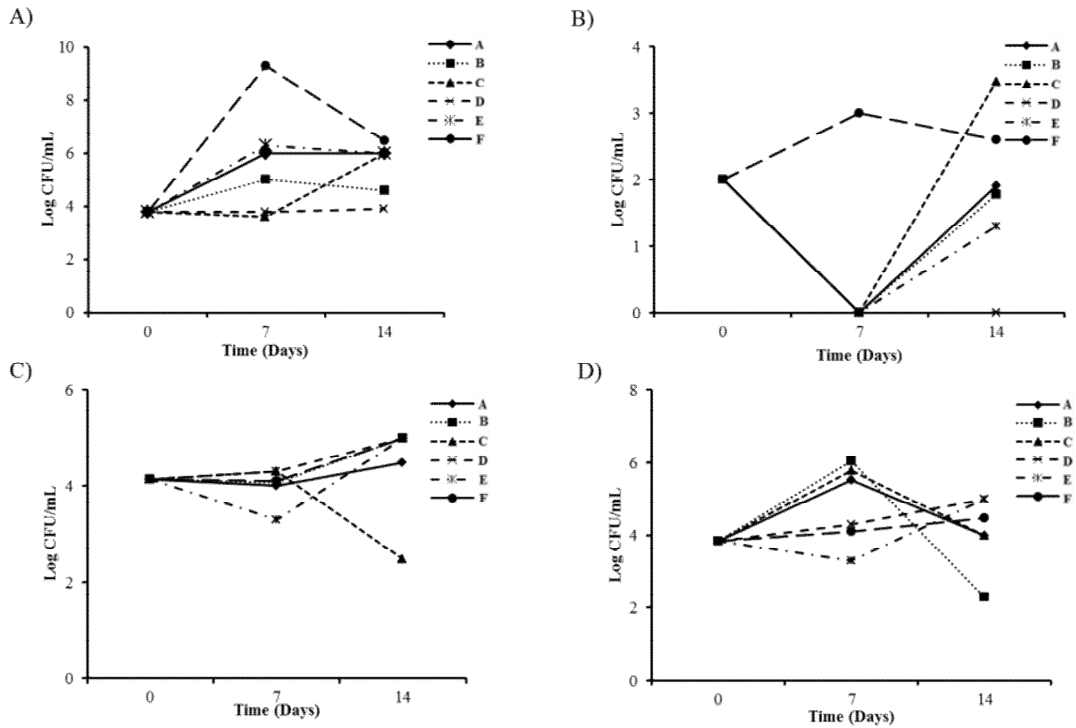 A)
10
8
6
4
2
0
Log CFU/mL
0 7 14
Time (Days)
A
B
C
D
E
F
B)
4
3
2
1
0
Log CFU/mL
0 7 14
Time (Days)
A
B
C
D
E
F
C)
6
4
2
0
Log CFU/mL
0 7 14
Time (Days)
A
B
C
D
E
F
D)
8
6
4
2
0
Log CFU/mL
0 7 14
Time (Days)
A
B
C
D
E
F